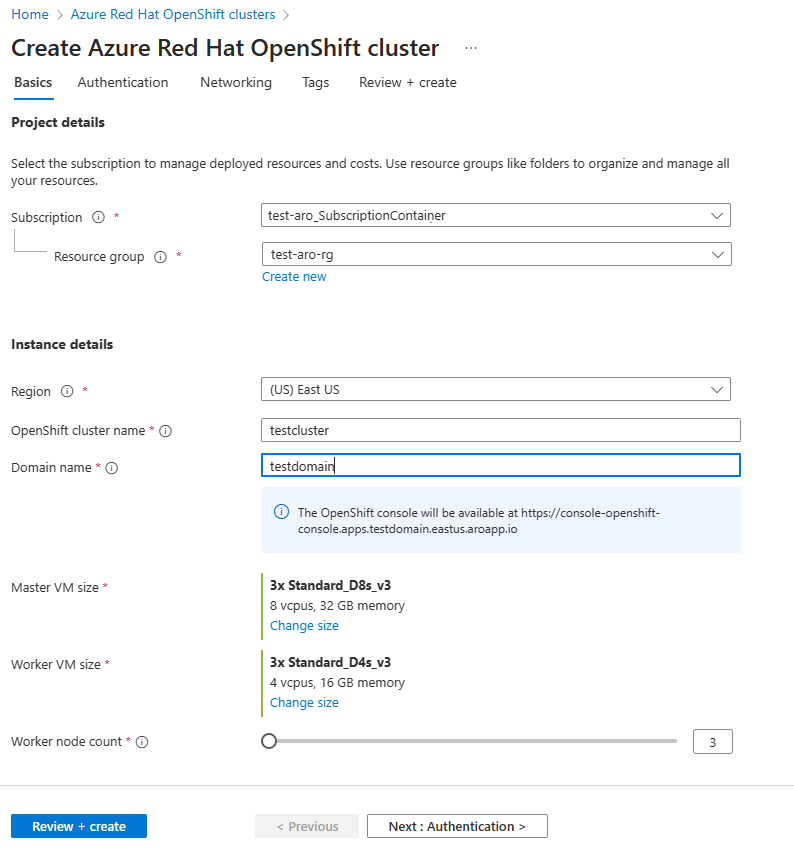 Home > Azure Red Hat OpenShift clusters >
Create Azure Red Hat OpenShift cluster ...
Basics Authentication Networking Tags Review + create
Project details
Select the subscription to manage deployed resources and costs. Use resource groups like folders to organize and manage all
your resources.
Subscription * test-aro_SubscriptionContainer
Resource group * test-aro-rg
Create new
Instance details
Region * (US) East US
OpenShift cluster name * testcluster
Domain name * testdomain
The OpenShift console will be available at https://console-openshift-
console.apps.testdomain.eastus.aroapp.io
Master VM size * 3x Standard_D8s_v3
8 vcpus, 32 GB memory
Change size
Worker VM size * 3x Standard_D4s_v3
4 vcpus, 16 GB memory
Change size
Worker node count * 3
Review + create < Previous Next : Authentication >